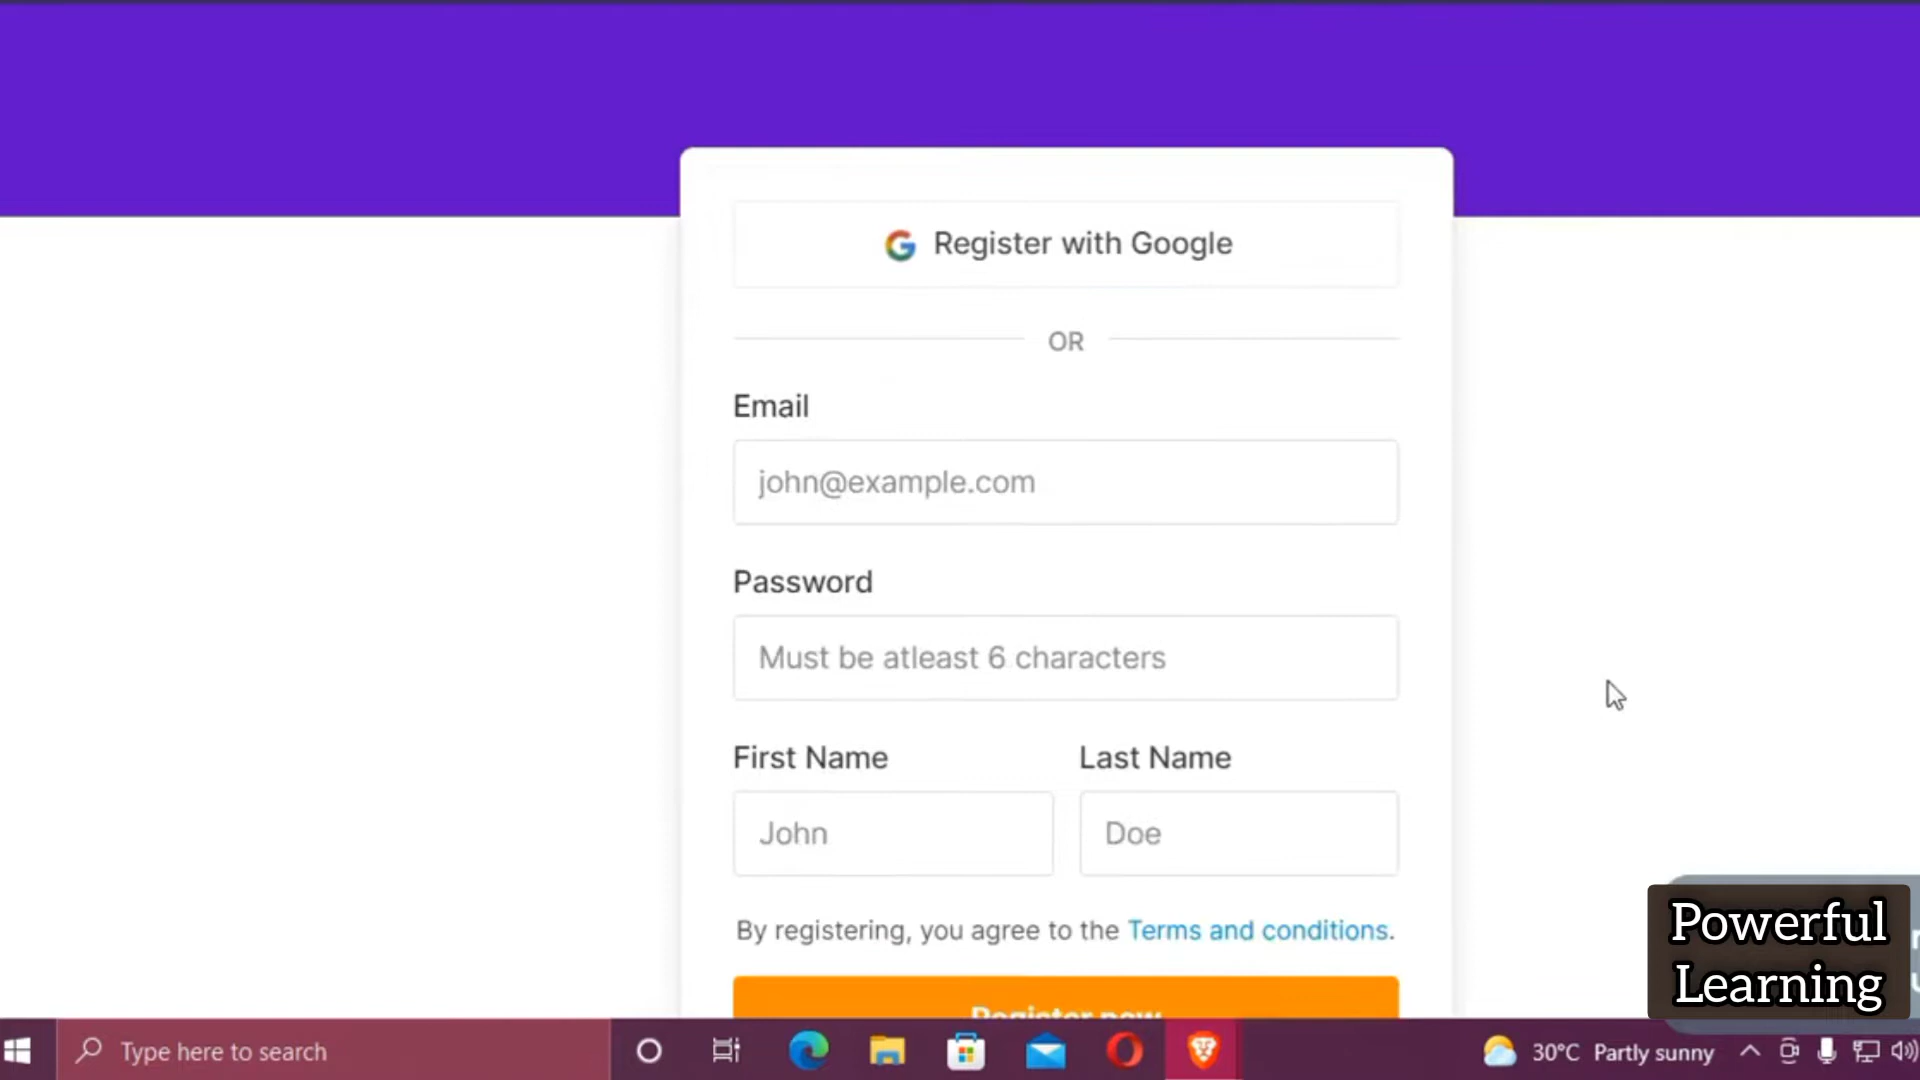 Register with Google
OR
Email
john@example.com
Password
Must be atleast 6 characters
First Name
Last Name
John
Doe
By registering, you agree to the Terms and conditions.
Register now
Powerful
Learning
Type here to search
30°C Partly sunny